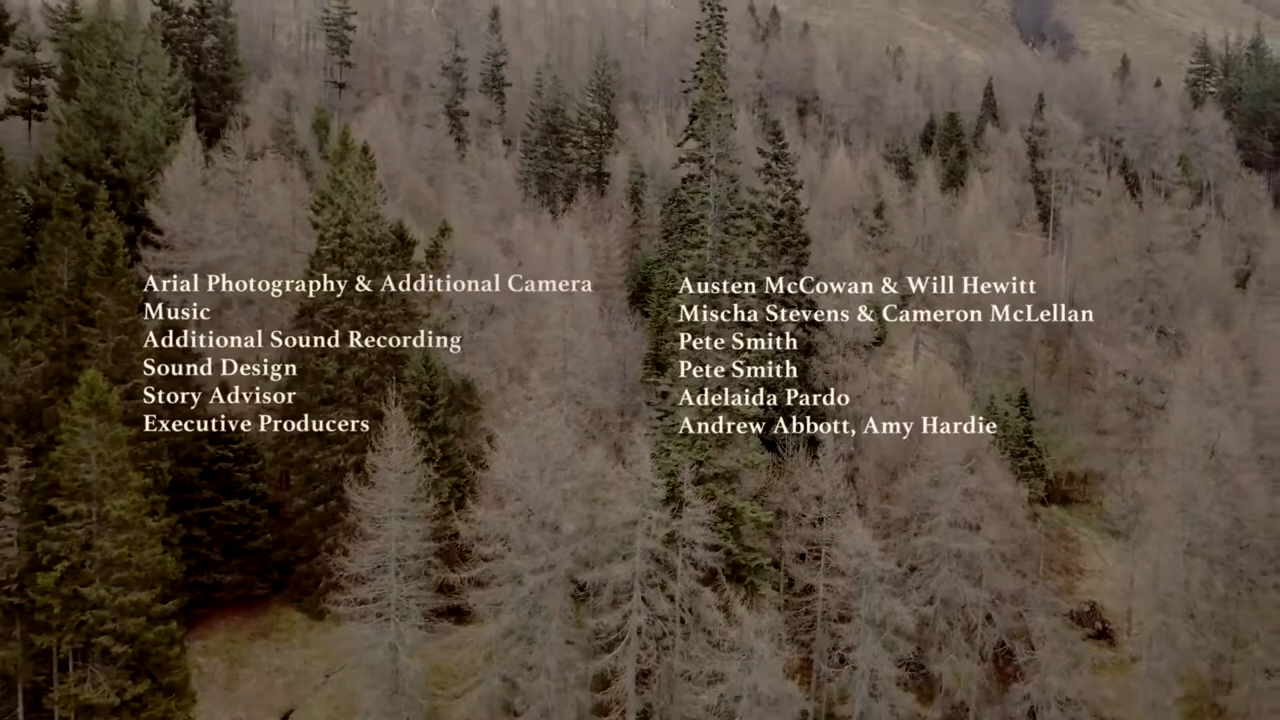 Arial Photography & Additional Camera Austen McCowan & Will Hewitt
Music Mischa Stevens & Cameron McLellan
Additional Sound Recording Pete Smith
Sound Design Pete Smith
Story Advisor Adelaida Pardo
Executive Producers Andrew Abbott, Amy Hardie